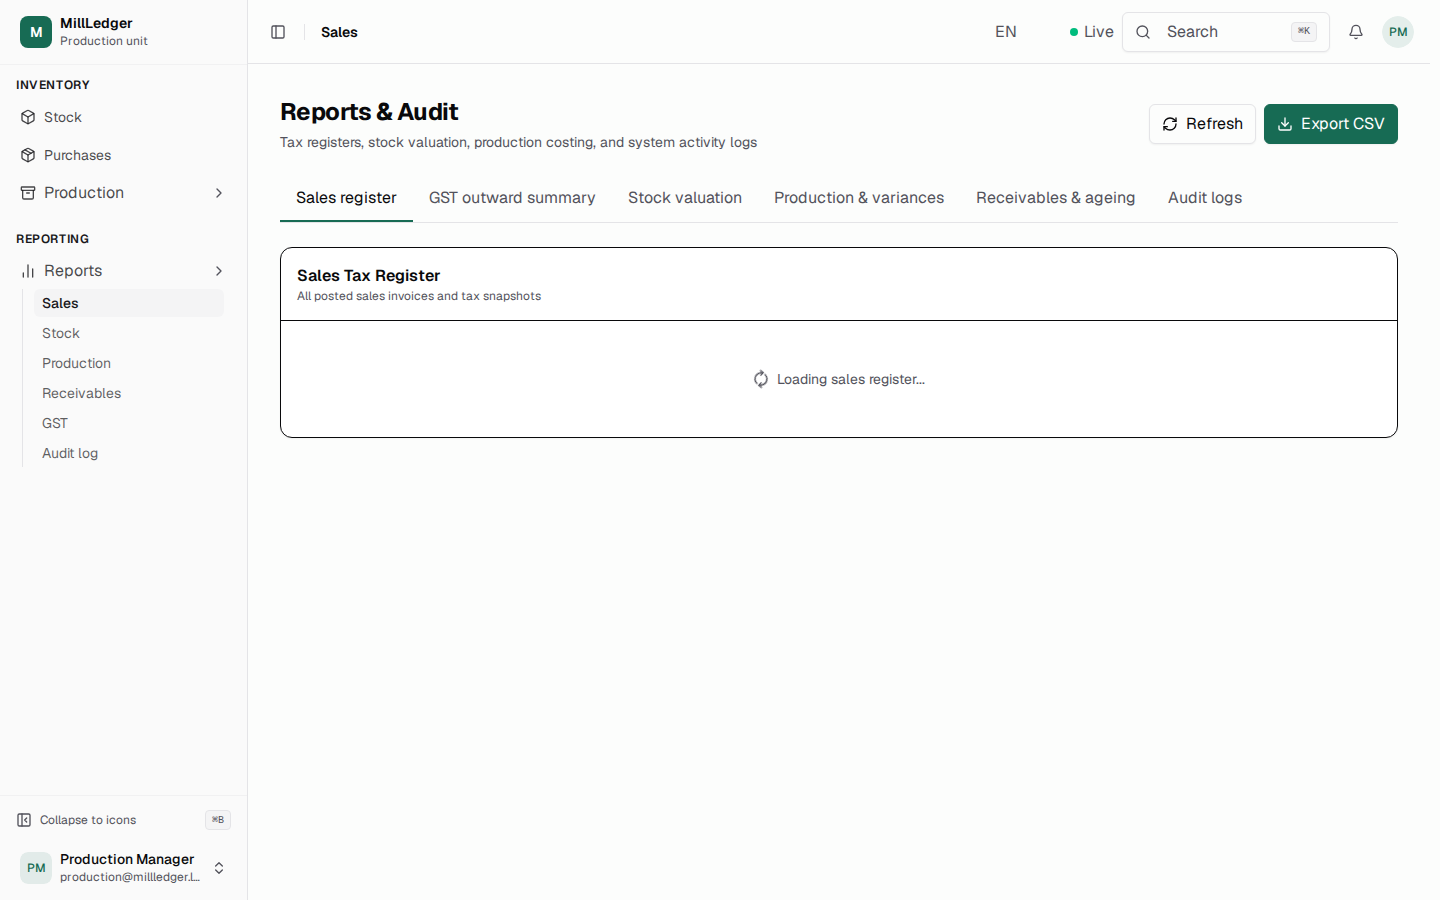 M
MillLedger
Production unit
INVENTORY
Stock
Purchases
Production
REPORTING
Reports
Sales
Stock
Production
Receivables
GST
Audit log
Collapse to icons
⌘B
PM
Production Manager
production@millledger.l...
Sales
EN
Live
Search
⌘K
PM
Reports & Audit
Tax registers, stock valuation, production costing, and system activity logs
Refresh
Export CSV
Sales register
GST outward summary
Stock valuation
Production & variances
Receivables & ageing
Audit logs
Sales Tax Register
All posted sales invoices and tax snapshots
Loading sales register...